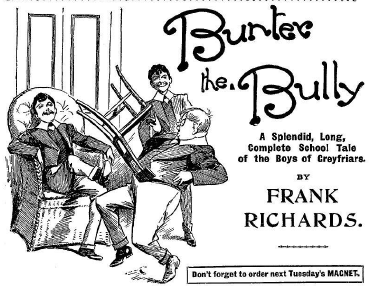 Bunter
the Bully
A Splendid, Long,
Complete School Tale
of the Boys of Greyfriars.
BY
FRANK
RICHARDS.
Don't forget to order next Tuesday's MAGNET.